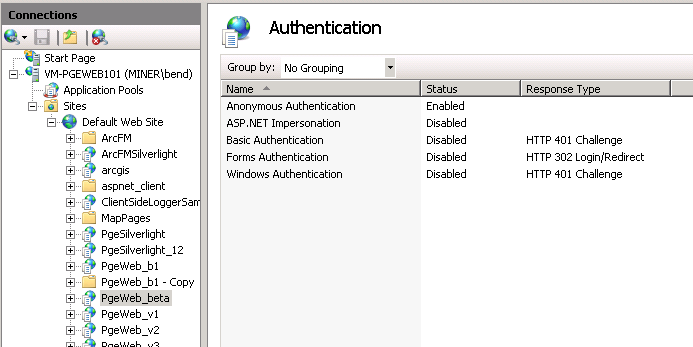 Connections
Start Page
VM-PGEWEB101 (MINER\bend)
Application Pools
Sites
Default Web Site
ArcFM
ArcFMSilverlight
arcgis
aspnet_client
ClientSideLoggerSam
MapPages
PgeSilverlight
PgeSilverlight_12
PgeWeb_b1
PgeWeb_b1 - Copy
PgeWeb_beta
PgeWeb_v1
PgeWeb_v2
PgeWeb_v3
Authentication
Group by: No Grouping
Name Status Response Type
Anonymous Authentication Enabled
ASP.NET Impersonation Disabled
Basic Authentication Disabled HTTP 401 Challenge
Forms Authentication Disabled HTTP 302 Login/Redirect
Windows Authentication Disabled HTTP 401 Challenge